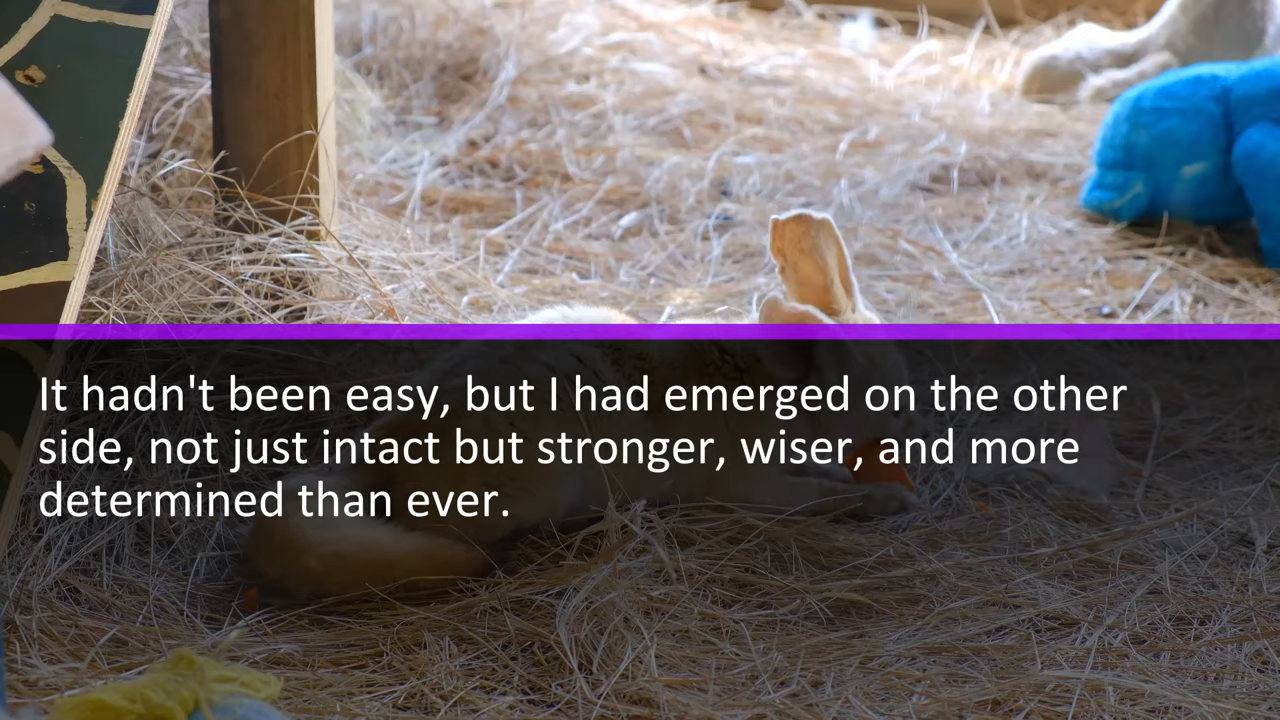 It hadn't been easy, but I had emerged on the other
side, not just intact but stronger, wiser, and more
determined than ever.